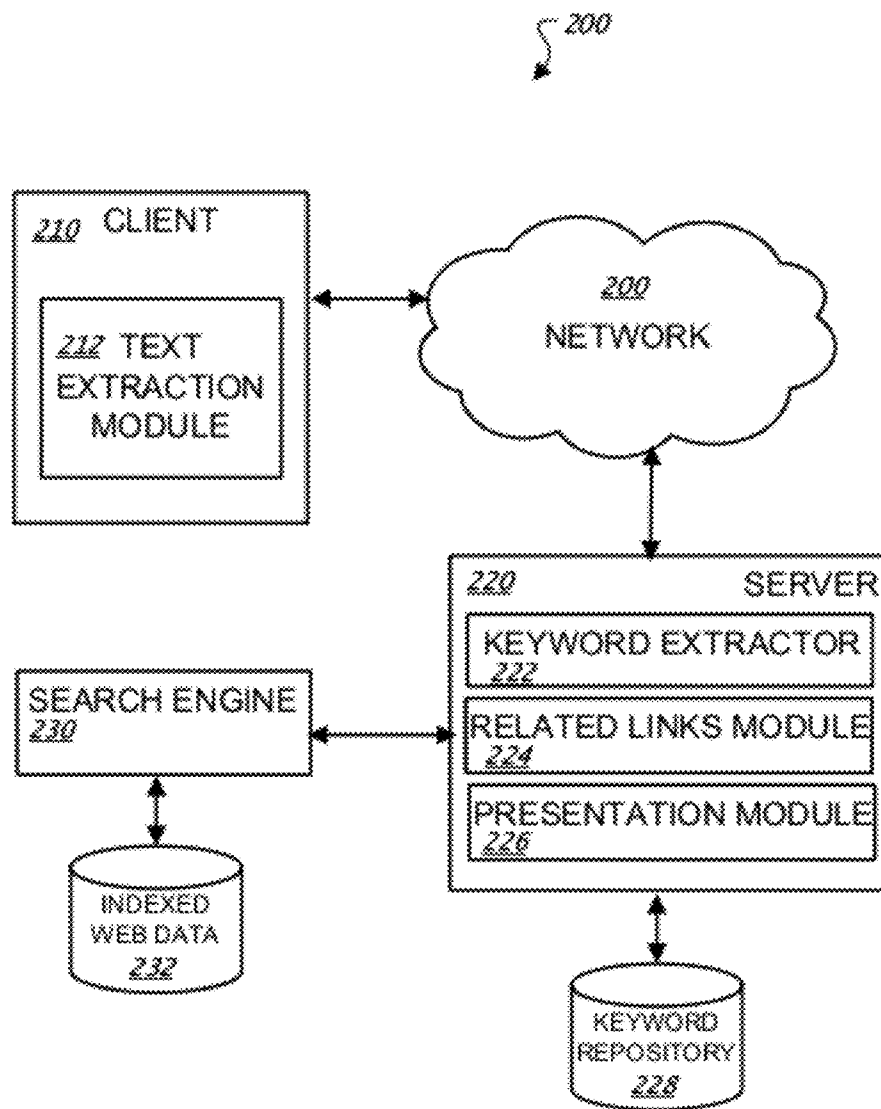 200
210 CLIENT
212 TEXT
EXTRACTION
MODULE
200
NETWORK
220 SERVER
KEYWORD EXTRACTOR
222
RELATED LINKS MODULE
224
PRESENTATION MODULE
226
SEARCH ENGINE
230
INDEXED
WEB DATA
232
KEYWORD
REPOSITORY
228